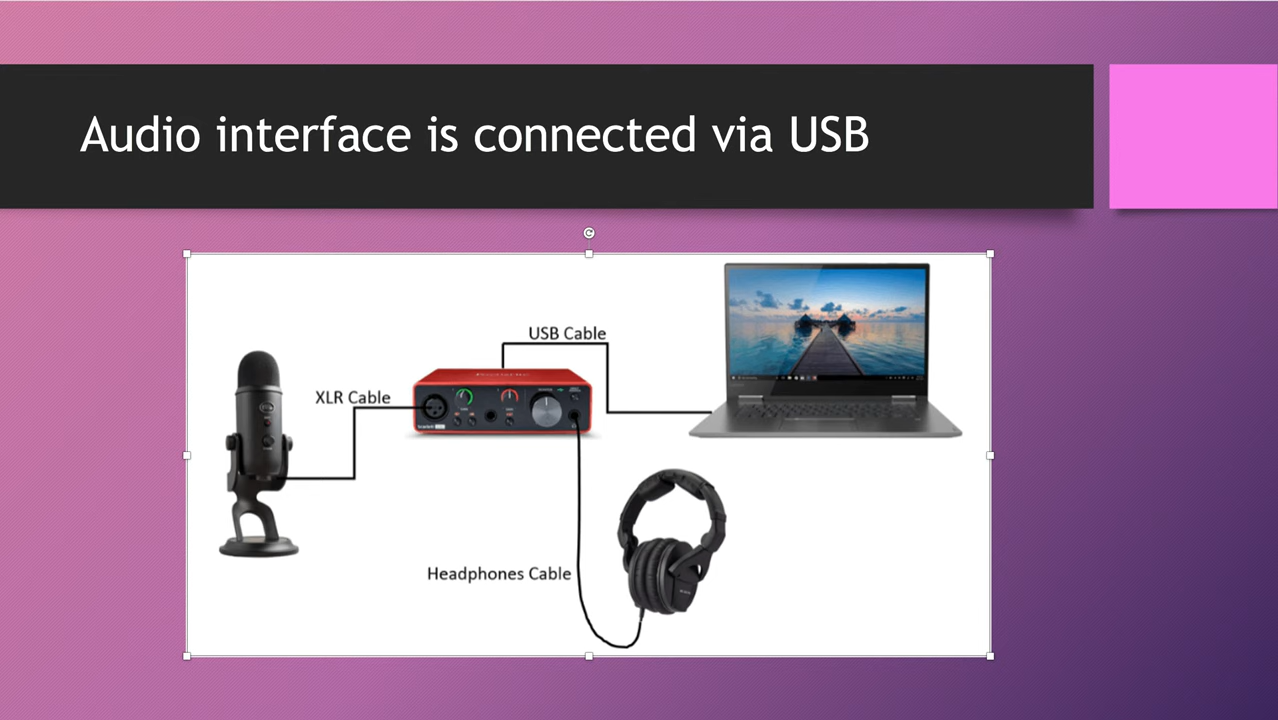 Audio interface is connected via USB
USB Cable
XLR Cable
Headphones Cable